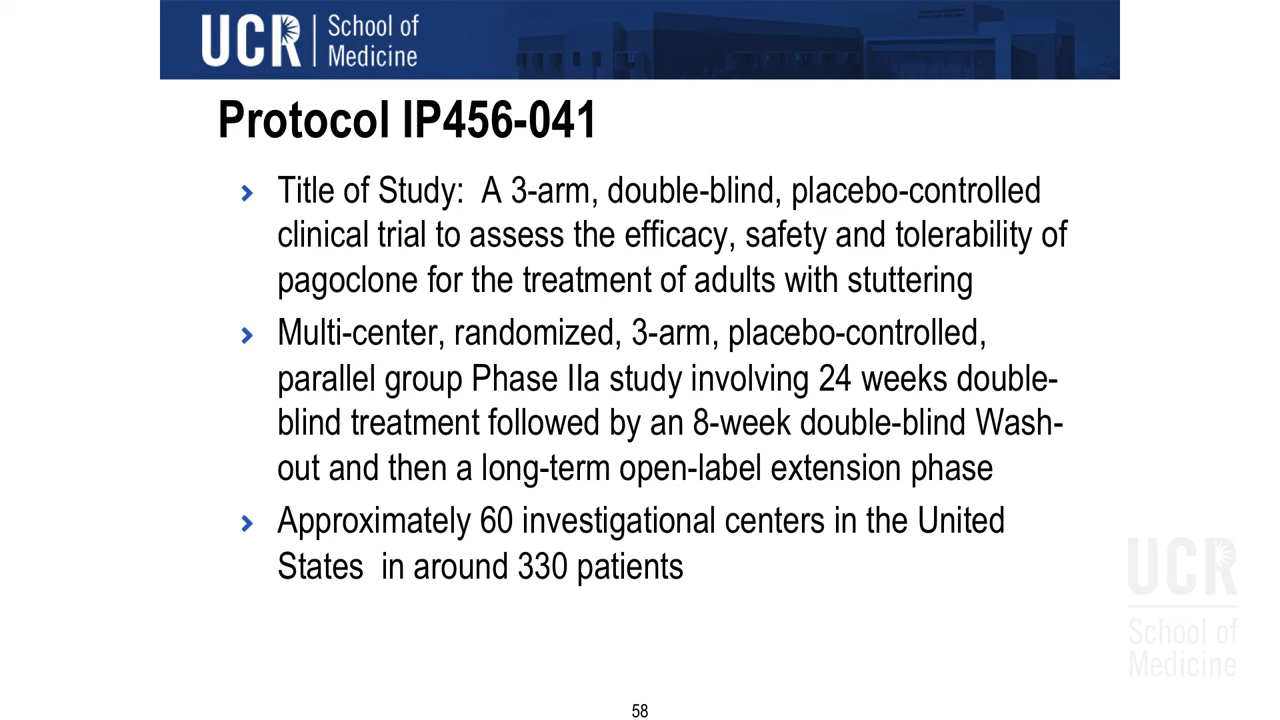 UCR School of
Medicine
Protocol IP456-041
Title of Study:  A 3-arm, double-blind, placebo-controlled
clinical trial to assess the efficacy, safety and tolerability of
pagoclone for the treatment of adults with stuttering
Multi-center, randomized, 3-arm, placebo-controlled,
parallel group Phase IIa study involving 24 weeks double-
blind treatment followed by an 8-week double-blind Wash-
out and then a long-term open-label extension phase
Approximately 60 investigational centers in the United
States  in around 330 patients
UCR
School of
Medicine
58